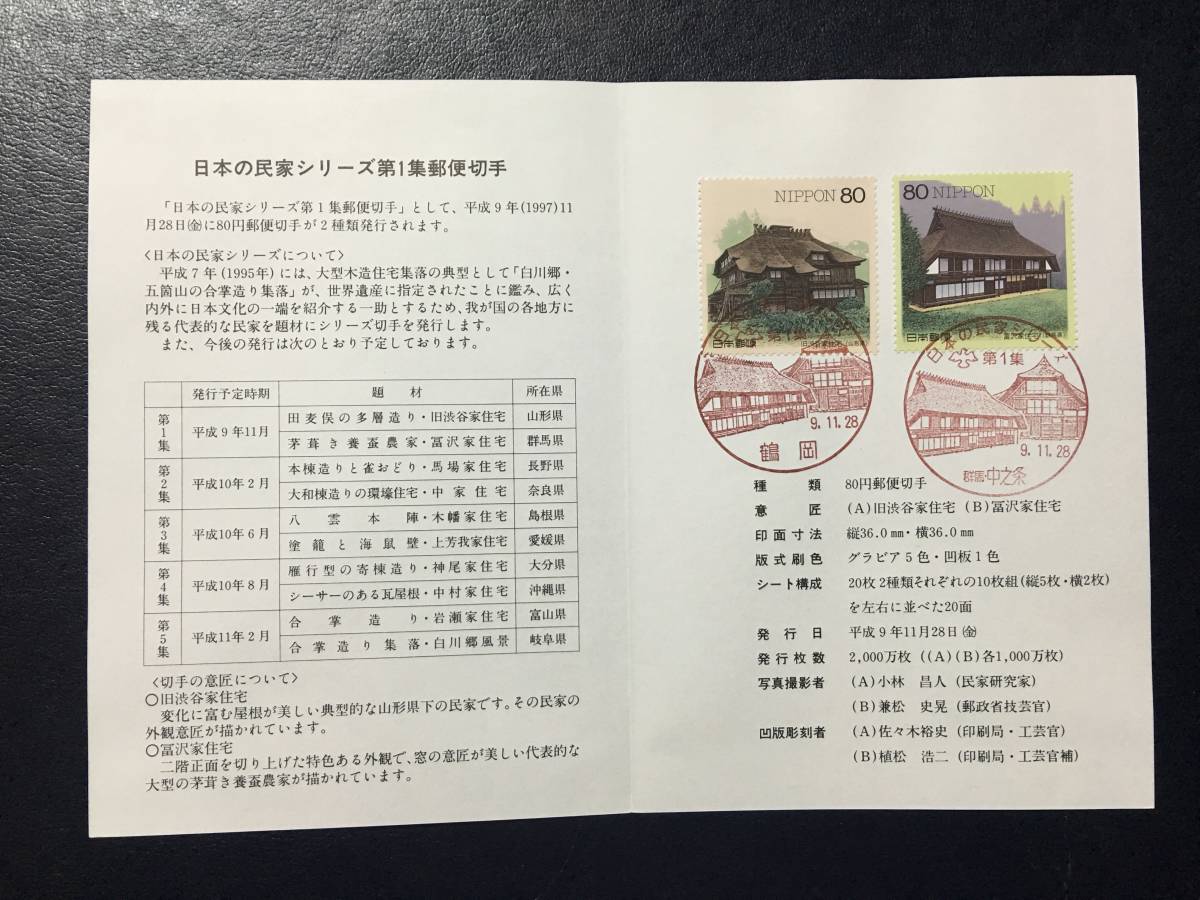 日本の民家シリーズ第1集郵便切手
「日本の民家シリーズ第1集郵便切手」として、平成9年(1997)11
月28日㈮に80円郵便切手が2種類発行されます。
〈日本の民家シリーズについて〉
平成7年(1995年)には、大型木造住宅集落の典型として「白川郷・
五箇山の合掌造り集落」が、世界遺産に指定されたことに鑑み、広く
内外に日本文化の一端を紹介する一助とするため、我が国の各地方に
残る代表的な民家を題材にシリーズ切手を発行します。
また、今後の発行は次のとおり予定しております。
発行予定時期 題材 所在県
第1集 平成9年11月 田麦俣の多層造り・旧渋谷家住宅 山形県
茅葺き養蚕農家・冨沢家住宅 群馬県
第2集 平成10年2月 本棟造りと雀おどり・馬場家住宅 長野県
大和棟造りの環壕住宅・中家住宅 奈良県
第3集 平成10年6月 八雲本陣・木幡家住宅 島根県
塗籠と海鼠壁・上芳我家住宅 愛媛県
第4集 平成10年8月 雁行型の寄棟造り・神尾家住宅 大分県
シーサーのある瓦屋根・中村家住宅 沖縄県
第5集 平成11年2月 合掌造り・岩瀬家住宅 富山県
合掌造り集落・白川郷風景 岐阜県
〈切手の意匠について〉
○旧渋谷家住宅
変化に富む屋根が美しい典型的な山形県下の民家です。その民家の
外観意匠が描かれています。
○冨沢家住宅
二階正面を切り上げた特色ある外観で、窓の意匠が美しい代表的な
大型の茅葺き養蚕農家が描かれています。
NIPPON 80
日本郵便 旧渋谷家住宅(山形県)
80 NIPPON
日本郵便 冨沢家住宅
第1集
9.11.28
鶴岡
日本の民家シリーズ
第1集
9.11.28
群馬・中之条
種類 80円郵便切手
意匠 (A)旧渋谷家住宅 (B)冨沢家住宅
印面寸法 縦36.0㎜・横36.0㎜
版式刷色 グラビア5色・凹版1色
シート構成 20枚2種類それぞれの10枚組(縦5枚・横2枚)
を左右に並べた20面
発行日 平成9年11月28日㈮
発行枚数 2,000万枚((A)(B)各1,000万枚)
写真撮影者 (A)小林 昌人(民家研究家)
(B)兼松 史晃(郵政省技芸官)
凹版彫刻者 (A)佐々木裕史(印刷局・工芸官)
(B)植松 浩二(印刷局・工芸官補)